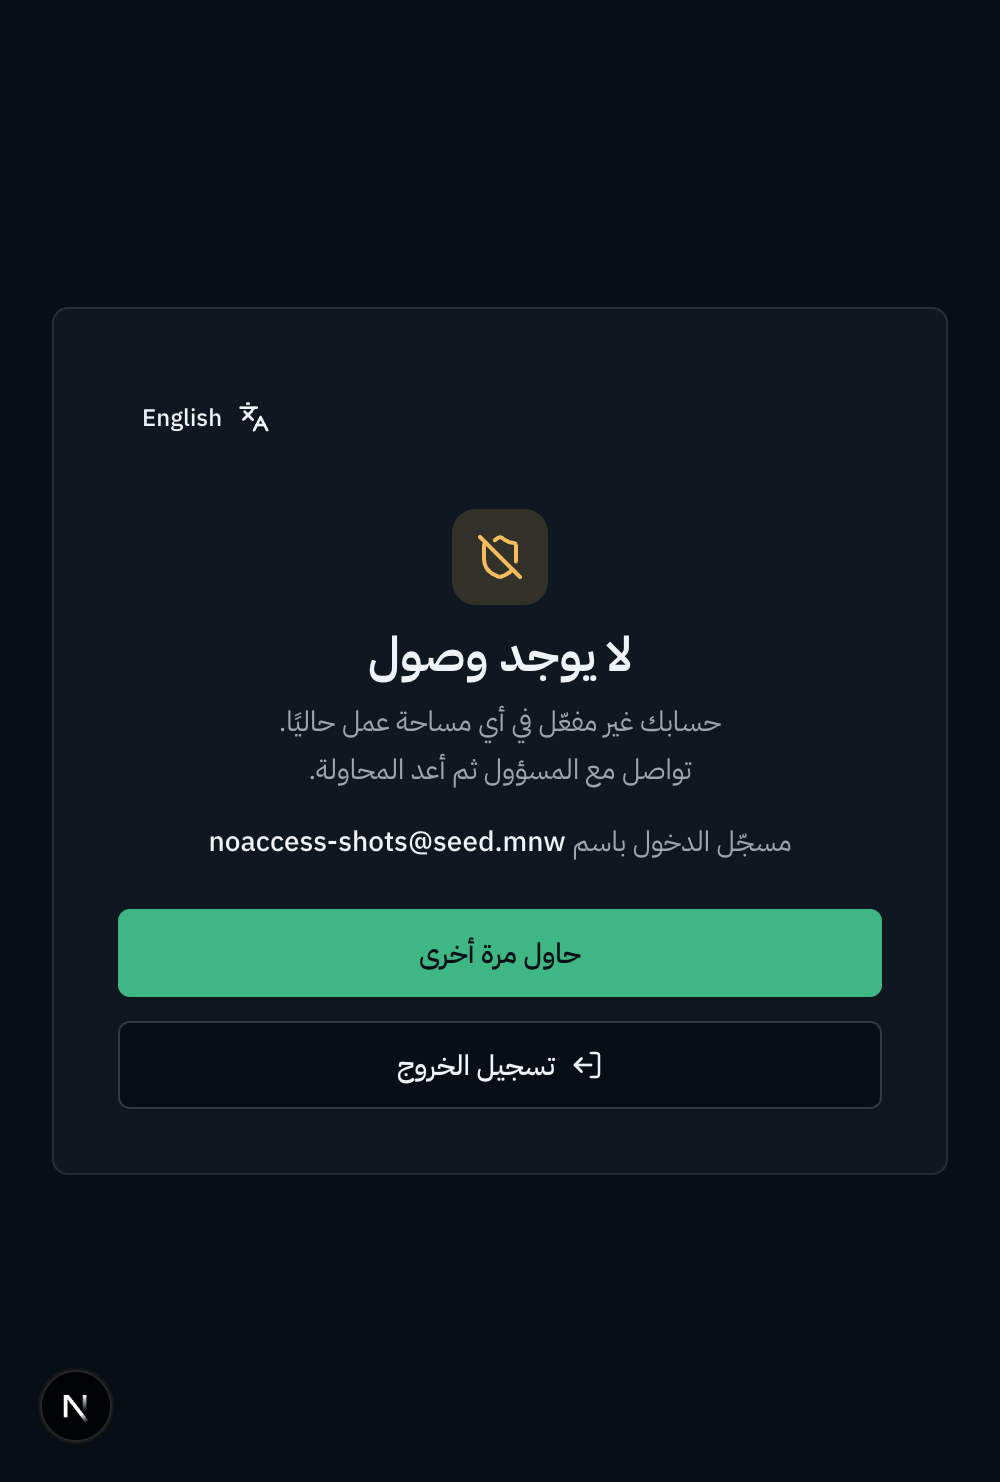 English
لا يوجد وصول
حسابك غير مفعّل في أي مساحة عمل حاليًا.
تواصل مع المسؤول ثم أعد المحاولة.
مسجّل الدخول باسم noaccess-shots@seed.mnw
حاول مرة أخرى
تسجيل الخروج
N